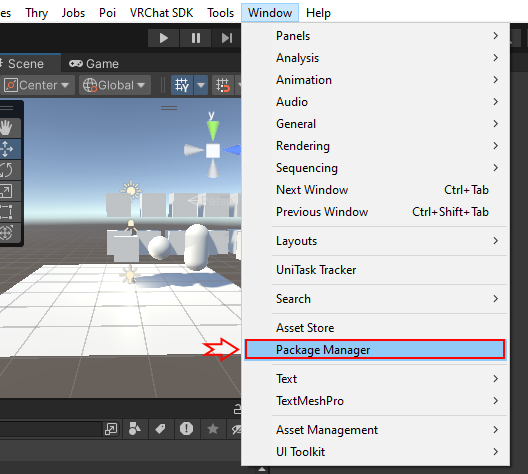 es Thry Jobs Poi VRChat SDK Tools Window Help
Scene Game
Center Global
y
Panels
Analysis
Animation
Audio
General
Rendering
Sequencing
Next Window Ctrl+Tab
Previous Window Ctrl+Shift+Tab
Layouts
UniTask Tracker
Search
Asset Store
Package Manager
Text
TextMeshPro
Asset Management
UI Toolkit